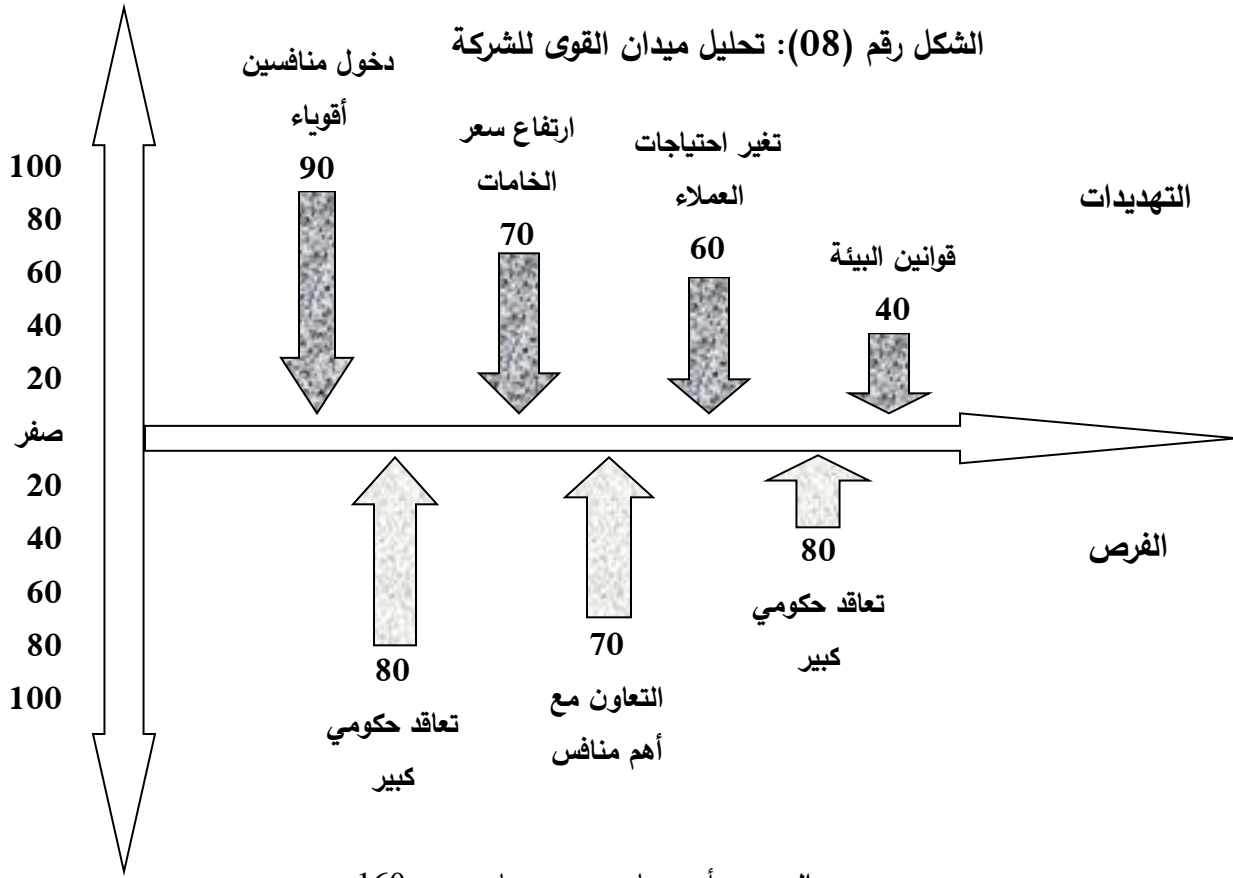 الشكل رقم (08): تحليل ميدان القوى للشركة
دخول منافسين
أقوياء
90
ارتفاع سعر
الخامات
70
تغير احتياجات
العملاء
60
قوانين البيئة
40
التهديدات
100
80
60
40
20
صفر
20
40
60
80
100
الفرص
80
تعاقد حكومي
كبير
70
التعاون مع
أهم منافس
80
تعاقد حكومي
كبير
160